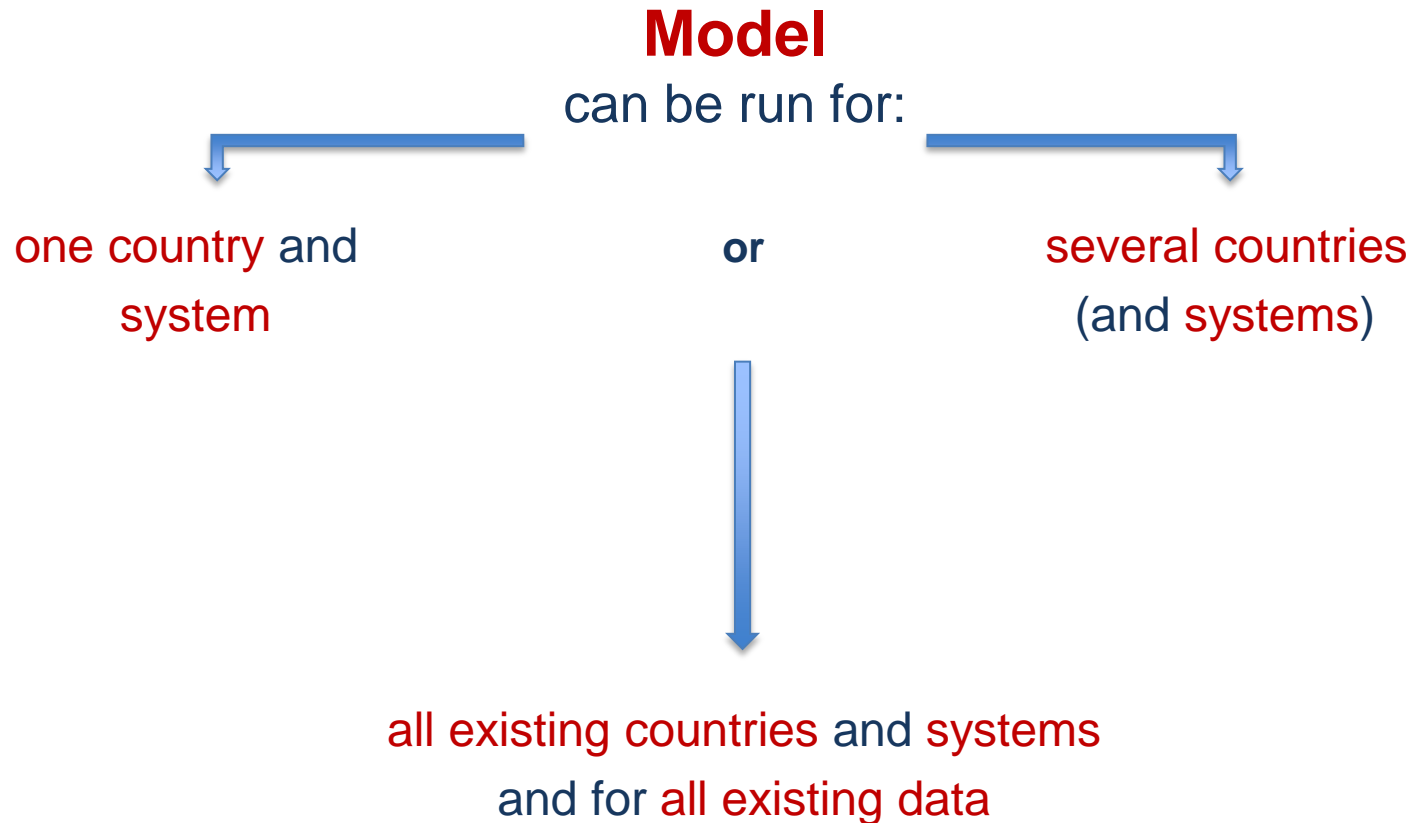 Model
can be run for:
one country and
system
or
several countries
(and systems)
all existing countries and systems
and for all existing data